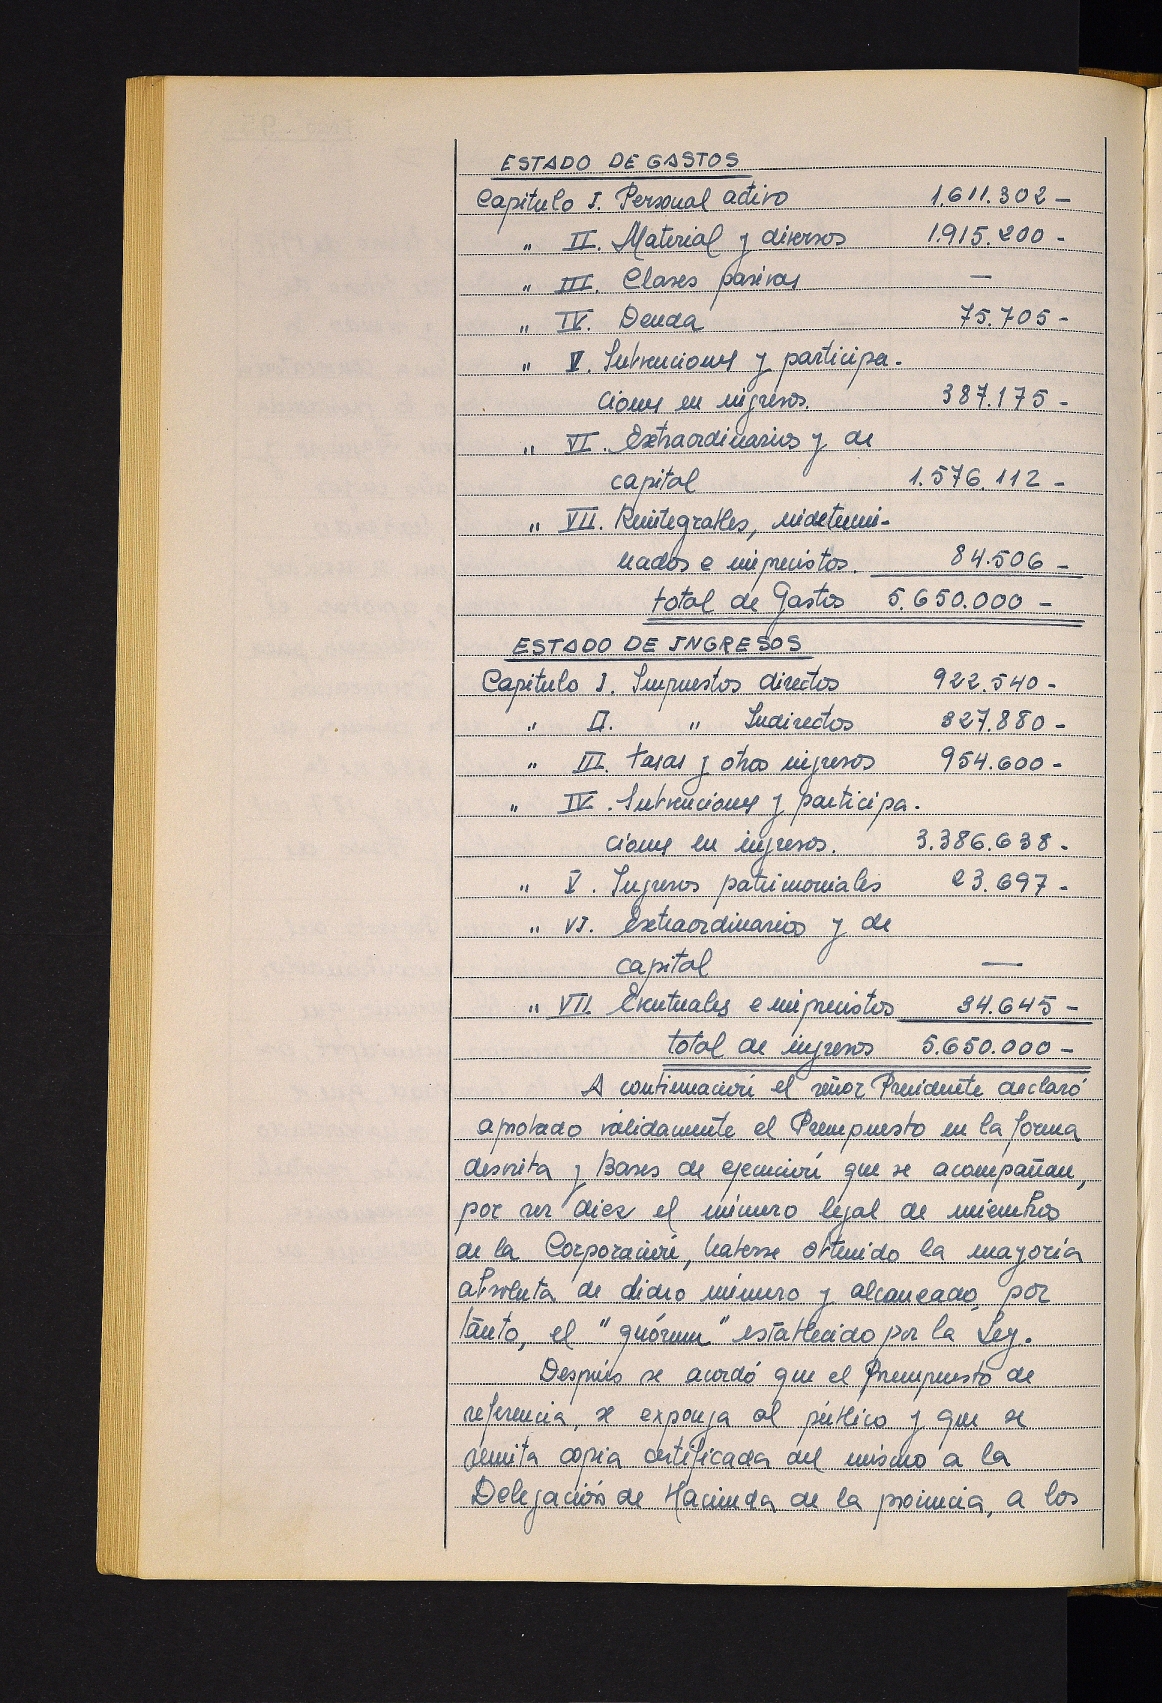 ESTADO DE GASTOS
Capítulo I. Personal activo 1.611.302-
" II. Material y diversos 1.915.200-
" III. Clases pasivas —
" IV. Deuda 75.705-
" V. Subvenciones y participa-
ciones en ingresos. 387.175-
" VI. Extraordinarios y de
capital 1.576.112-
" VII. Reintegrables, indetermi-
nados e imprevistos. 84.506-
total de Gastos 5.650.000-
ESTADO DE INGRESOS
Capítulo I. Impuestos directos 922.540-
" II. " Indirectos 327.880-
" III. tasas y otros ingresos 954.600-
" IV. Subvenciones y participa-
ciones en ingresos. 3.386.638-
" V. Ingresos patrimoniales 23.697-
" VI. Extraordinarios y de
capital —
" VII. Eventuales e imprevistos 34.645-
total de ingresos 5.650.000-
A continuación el señor Presidente declaró
aprobado válidamente el Presupuesto en la forma
descrita y Bases de ejecución que se acompañan,
por ser diez el número legal de miembros
de la Corporación, haberse obtenido la mayoría
absoluta de dicho número y alcanzado, por
tanto, el "quórum" establecido por la Ley.
Después se acordó que el Presupuesto de
referencia, se exponga al público y que se
remita copia certificada del mismo a la
Delegación de Hacienda de la provincia, a los